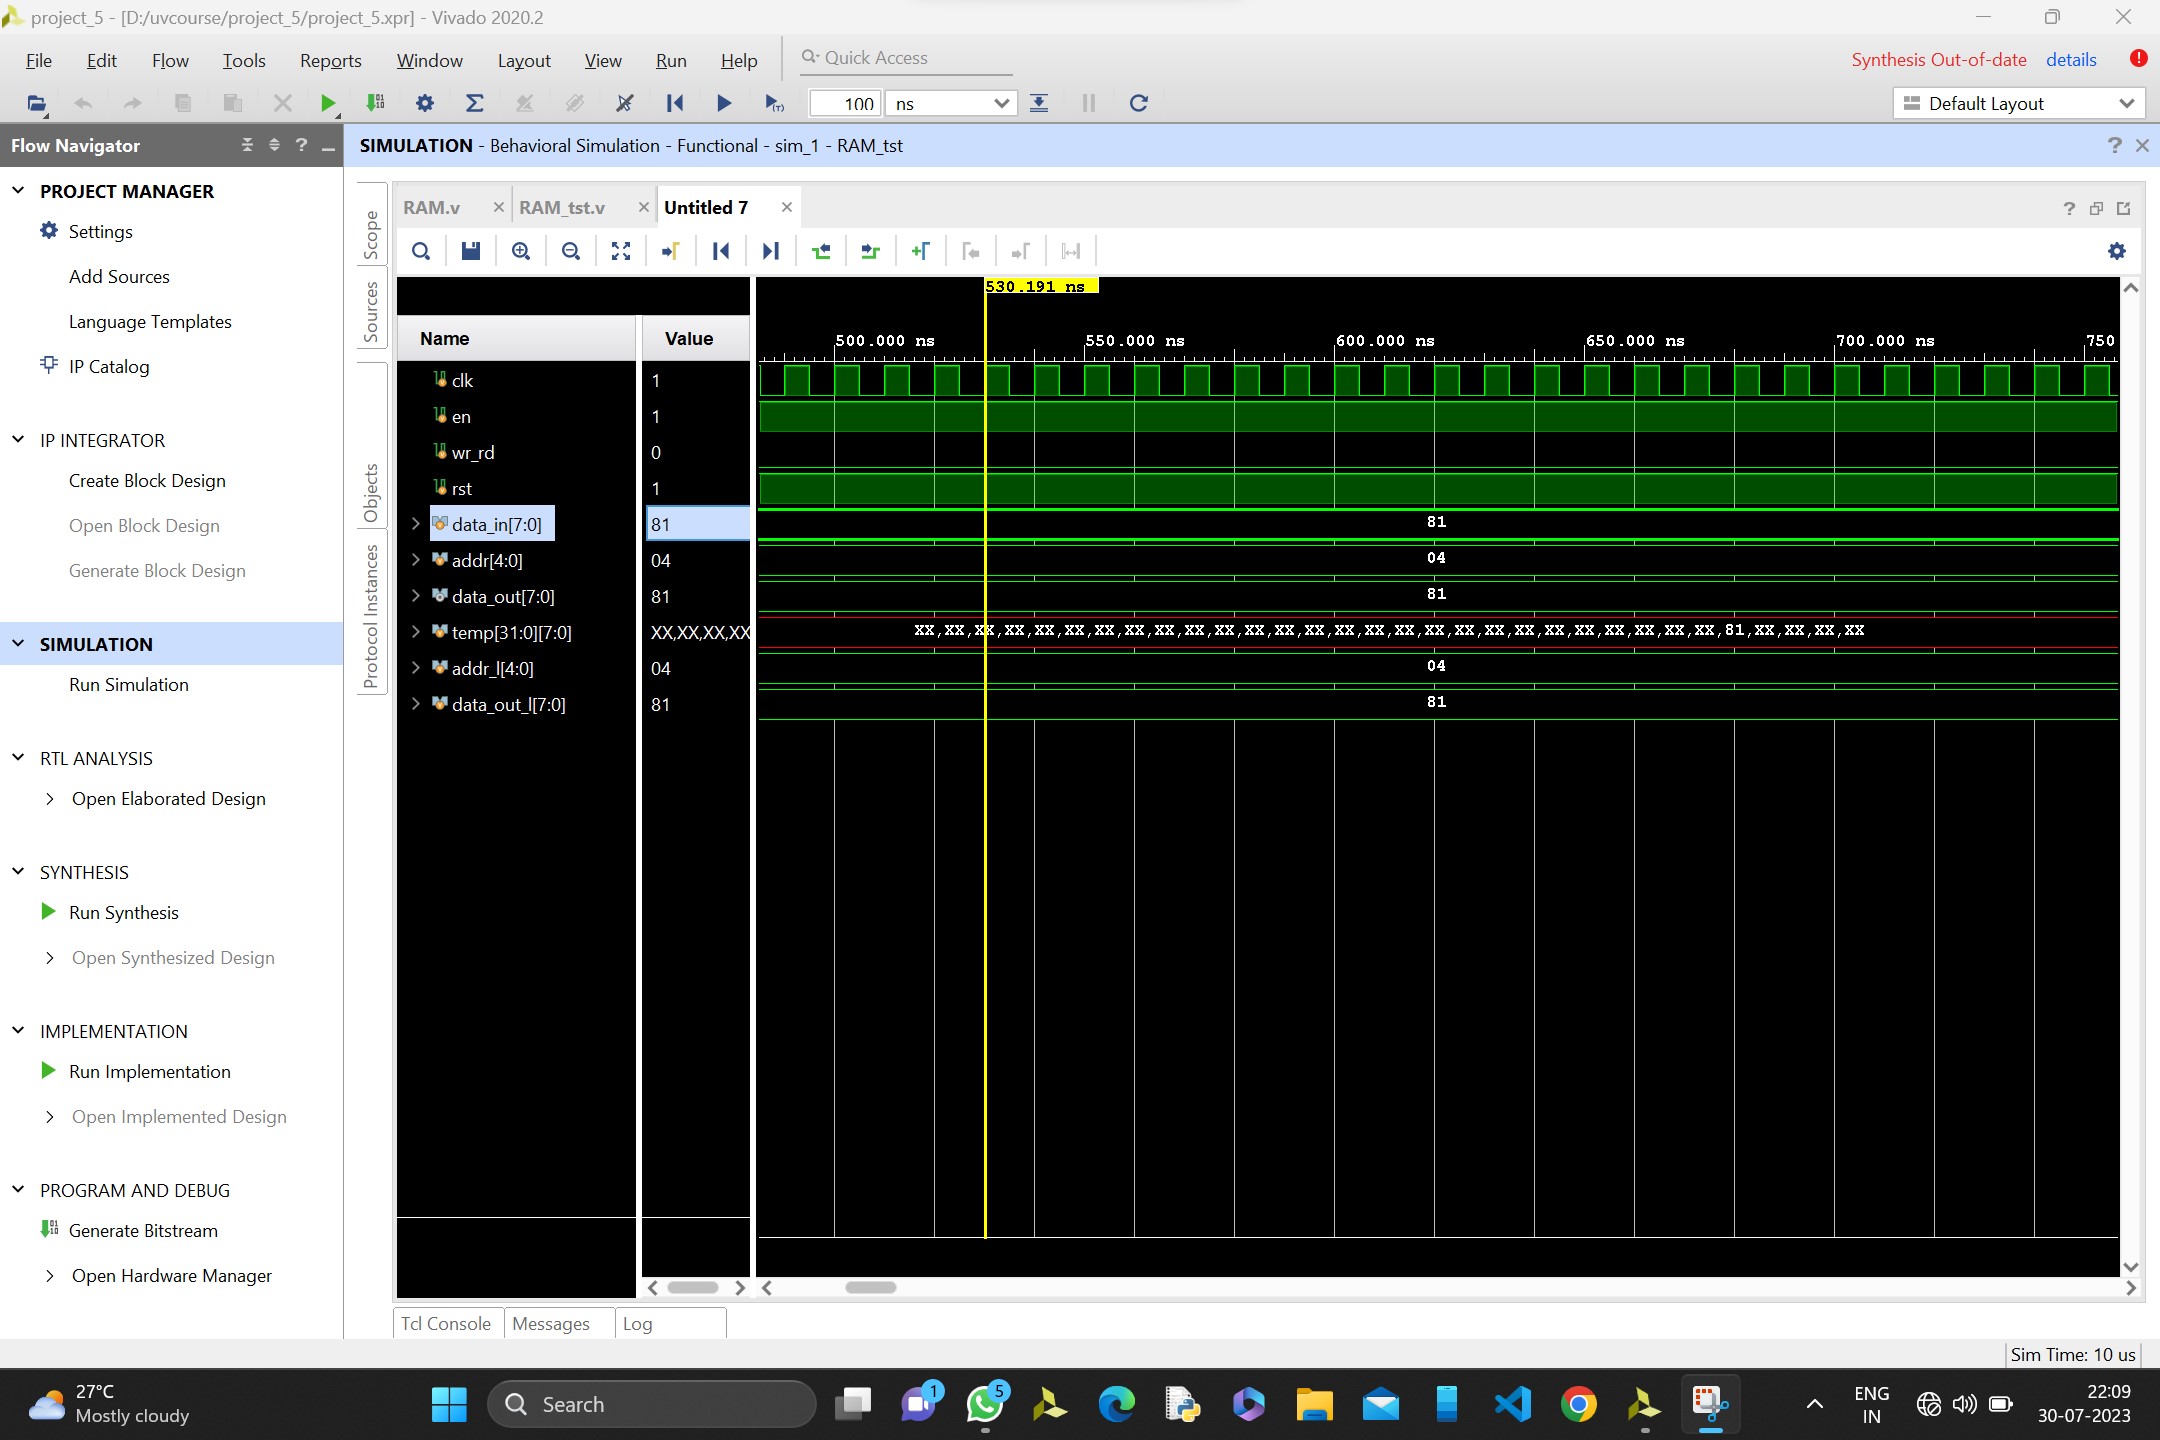 project_5 - [D:/uvcourse/project_5/project_5.xpr] - Vivado 2020.2
File Edit Flow Tools Reports Window Layout View Run Help Quick Access
Synthesis Out-of-date details
100 ns
Default Layout
Flow Navigator
SIMULATION - Behavioral Simulation - Functional - sim_1 - RAM_tst
PROJECT MANAGER
Settings
Add Sources
Language Templates
IP Catalog
IP INTEGRATOR
Create Block Design
Open Block Design
Generate Block Design
SIMULATION
Run Simulation
RTL ANALYSIS
Open Elaborated Design
SYNTHESIS
Run Synthesis
Open Synthesized Design
IMPLEMENTATION
Run Implementation
Open Implemented Design
PROGRAM AND DEBUG
Generate Bitstream
Open Hardware Manager
Scope
Sources
Objects
Protocol Instances
RAM.v RAM_tst.v Untitled 7
530.191 ns
Name Value
500.000 ns 550.000 ns 600.000 ns 650.000 ns 700.000 ns 750
clk 1
en 1
wr_rd 0
rst 1
data_in[7:0] 81 81
addr[4:0] 04 04
data_out[7:0] 81 81
temp[31:0][7:0] XX,XX,XX,XX XX,XX,XX,XX,XX,XX,XX,XX,XX,XX,XX,XX,XX,XX,XX,XX,XX,XX,XX,XX,XX,XX,XX,XX,XX,XX,XX,81,XX,XX,XX,XX
addr_l[4:0] 04 04
data_out_l[7:0] 81 81
Tcl Console Messages Log
Sim Time: 10 us
27°C
Mostly cloudy
Search
1
5
ENG
IN
22:09
30-07-2023